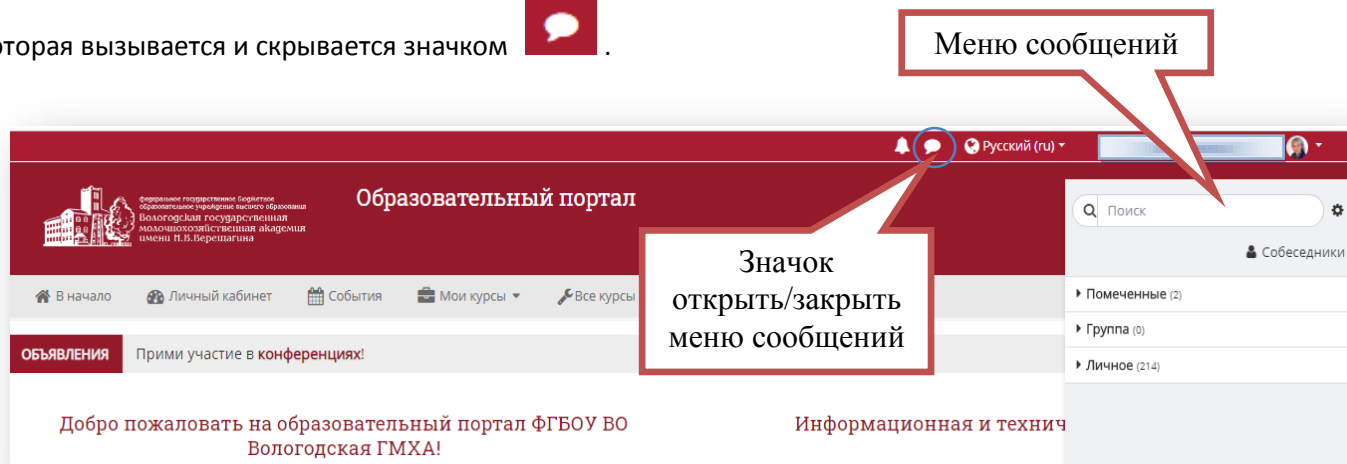 оторая вызывается и скрывается значком .
Меню сообщений
Русский (ru)
федеральное государственное бюджетное
образовательное учреждение высшего образования
Вологодская государственная
молочнохозяйственная академия
имени Н.В.Верещагина
Образовательный портал
Поиск
Собеседники
Значок
открыть/закрыть
меню сообщений
В начало Личный кабинет События Мои курсы Все курсы
Помеченные (2)
Группа (0)
Личное (214)
ОБЪЯВЛЕНИЯ Прими участие в конференциях!
Добро пожаловать на образовательный портал ФГБОУ ВО
Вологодская ГМХА!
Информационная и технич